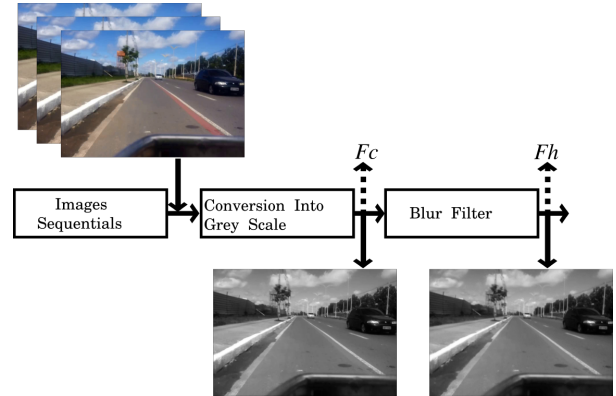 Fc
Fh
Images
Sequentials
Conversion Into
Grey Scale
Blur Filter